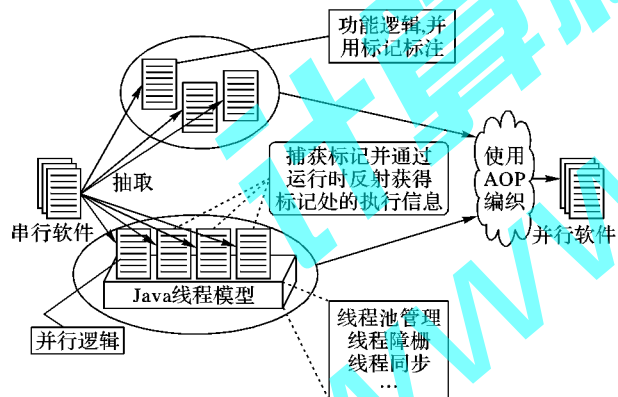 功能逻辑,并
用标记标注
抽取
捕获标记并通过
运行时反射获得
标记处的执行信息
使用
AOP
编织
串行软件
并行软件
Java线程模型
并行逻辑
线程池管理
线程障栅
线程同步
…
计算
www